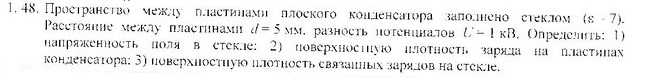 1. 48. Пространство между пластинами плоского конденсатора заполнено стеклом (ε - 7).
Расстояние между пластинами d = 5 мм. разность потенциалов U = 1 кВ. Определить: 1)
напряженность поля в стекле: 2) поверхностную плотность заряда на пластинах
конденсатора; 3) поверхностную плотность связанных зарядов на стекле.